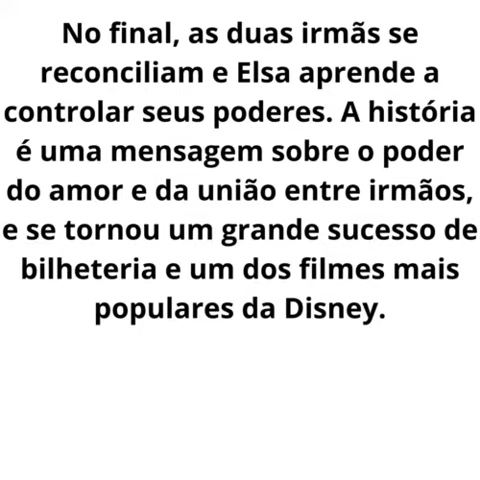 No final, as duas irmãs se
reconciliam e Elsa aprende a
controlar seus poderes. A história
é uma mensagem sobre o poder
do amor e da união entre irmãos,
e se tornou um grande sucesso de
bilheteria e um dos filmes mais
populares da Disney.